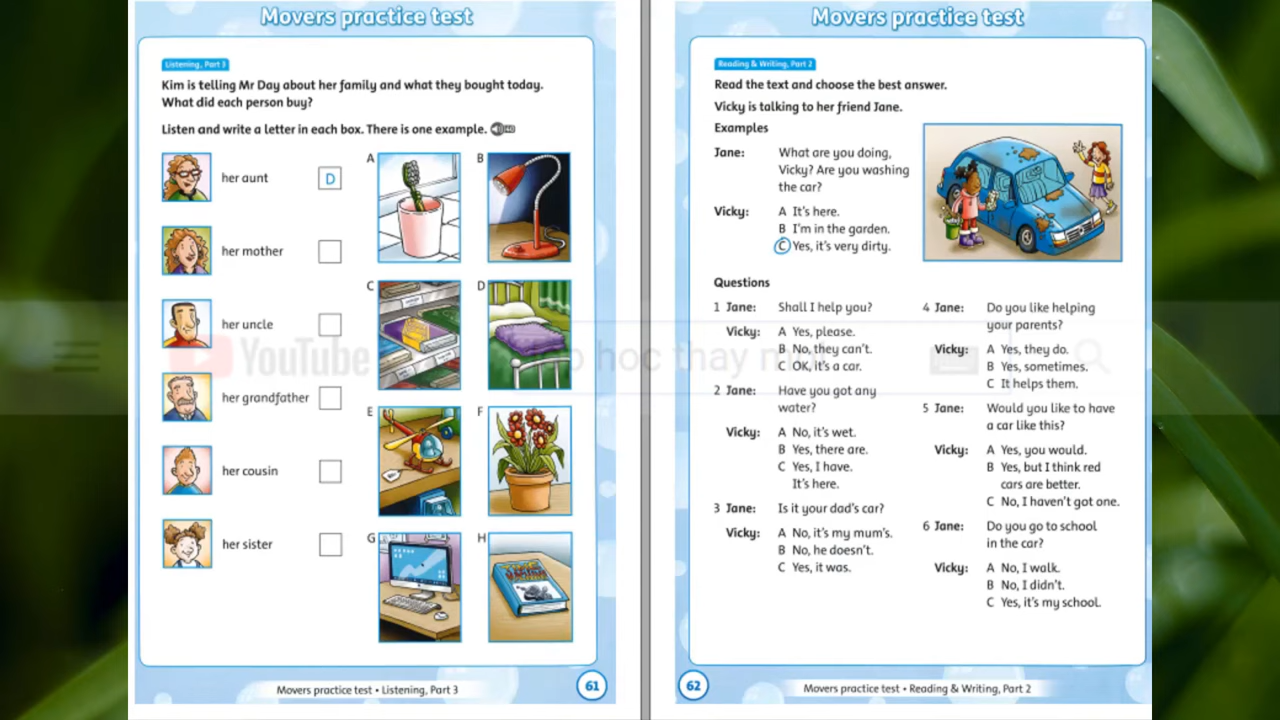 Movers practice test
Listening, Part 3
Kim is telling Mr Day about her family and what they bought today.
What did each person buy?
Listen and write a letter in each box. There is one example.
her aunt
D
her mother
her uncle
her grandfather
her cousin
her sister
A
B
C
D
E
F
G
H
Movers practice test • Listening, Part 3
61
Movers practice test
Reading & Writing, Part 2
Read the text and choose the best answer.
Vicky is talking to her friend Jane.
Examples
Jane: What are you doing,
Vicky? Are you washing
the car?
Vicky: A It's here.
B I'm in the garden.
C Yes, it's very dirty.
Questions
1 Jane: Shall I help you?
Vicky: A Yes, please.
B No, they can't.
C OK, it's a car.
2 Jane: Have you got any
water?
Vicky: A No, it's wet.
B Yes, there are.
C Yes, I have.
It's here.
3 Jane: Is it your dad's car?
Vicky: A No, it's my mum's.
B No, he doesn't.
C Yes, it was.
4 Jane: Do you like helping
your parents?
Vicky: A Yes, they do.
B Yes, sometimes.
C It helps them.
5 Jane: Would you like to have
a car like this?
Vicky: A Yes, you would.
B Yes, but I think red
cars are better.
C No, I haven't got one.
6 Jane: Do you go to school
in the car?
Vicky: A No, I walk.
B No, I didn't.
C Yes, it's my school.
Movers practice test • Reading & Writing, Part 2
62
YouTube
hoc thay